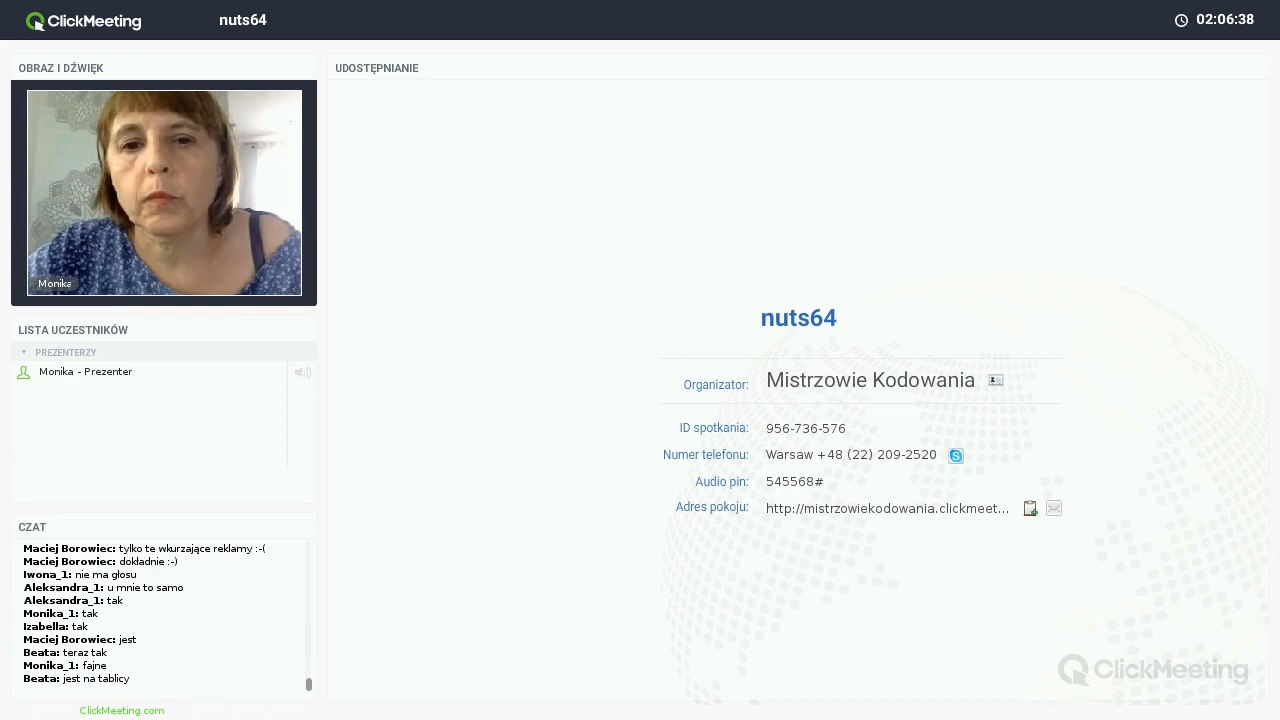 ClickMeeting
nuts64
02:06:38
OBRAZ I DŹWIĘK
Monika
LISTA UCZESTNIKÓW
PREZENTERZY
Monika - Prezenter
CZAT
Maciej Borowiec: tylko te wkurzające reklamy :-(
Maciej Borowiec: dokładnie :-)
Iwona_1: nie ma głosu
Aleksandra_1: u mnie to samo
Aleksandra_1: tak
Monika_1: tak
Izabella: tak
Maciej Borowiec: jest
Beata: teraz tak
Monika_1: fajne
Beata: jest na tablicy
ClickMeeting.com
UDOSTĘPNIANIE
nuts64
Organizator: Mistrzowie Kodowania
ID spotkania: 956-736-576
Numer telefonu: Warsaw +48 (22) 209-2520
Audio pin: 545568#
Adres pokoju: http://mistrzowiekodowania.clickmeet...
ClickMeeting